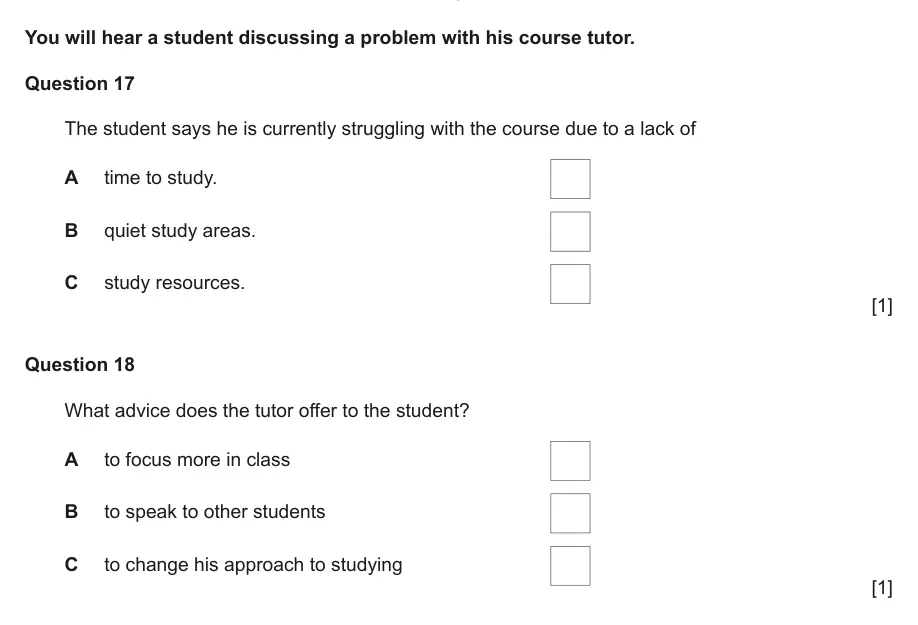 You will hear a student discussing a problem with his course tutor.
Question 17
The student says he is currently struggling with the course due to a lack of
A time to study.
B quiet study areas.
C study resources.
[1]
Question 18
What advice does the tutor offer to the student?
A to focus more in class
B to speak to other students
C to change his approach to studying
[1]